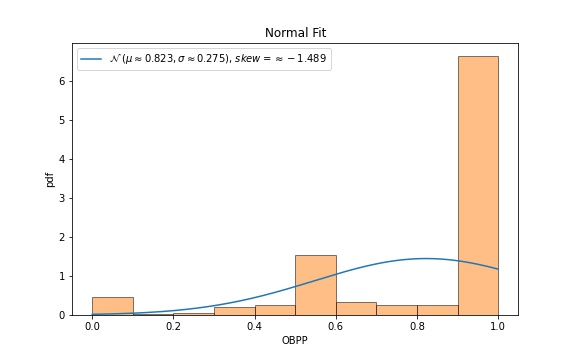 Normal Fit
𝒩(μ ≈ 0.823, σ ≈ 0.275), skew = ≈ −1.489
pdf
6
5
4
3
2
1
0
0.0 0.2 0.4 0.6 0.8 1.0
OBPP